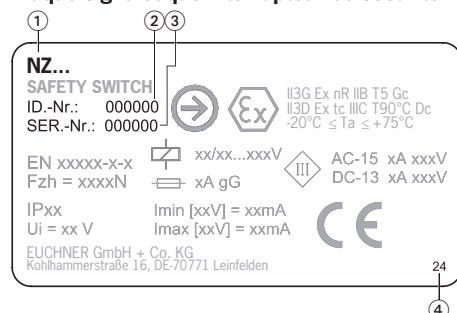 ① ② ③
NZ...
SAFETY SWITCH
ID.-Nr.: 000000
SER.-Nr.: 000000
Ex
II3G Ex nR IIB T5 Gc
II3D Ex tc IIIC T90°C Dc
-20°C ≤ Ta ≤ +75°C
EN xxxxx-x-x
Fzh = xxxxN
xx/xx...xxxV
xA gG
III
AC-15 xA xxxV
DC-13 xA xxxV
IPxx
Ui = xx V
Imin [xxV] = xxmA
Imax [xxV] = xxmA
CE
EUCHNER GmbH + Co. KG
Kohlhammerstraße 16, DE-70771 Leinfelden
24
④